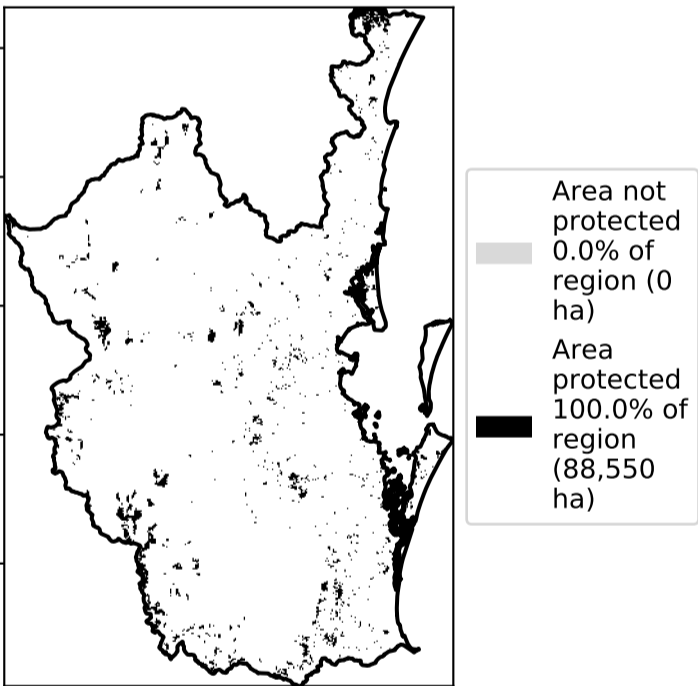 Area not
protected
0.0% of
region (0
ha)
Area
protected
100.0% of
region
(88,550
ha)